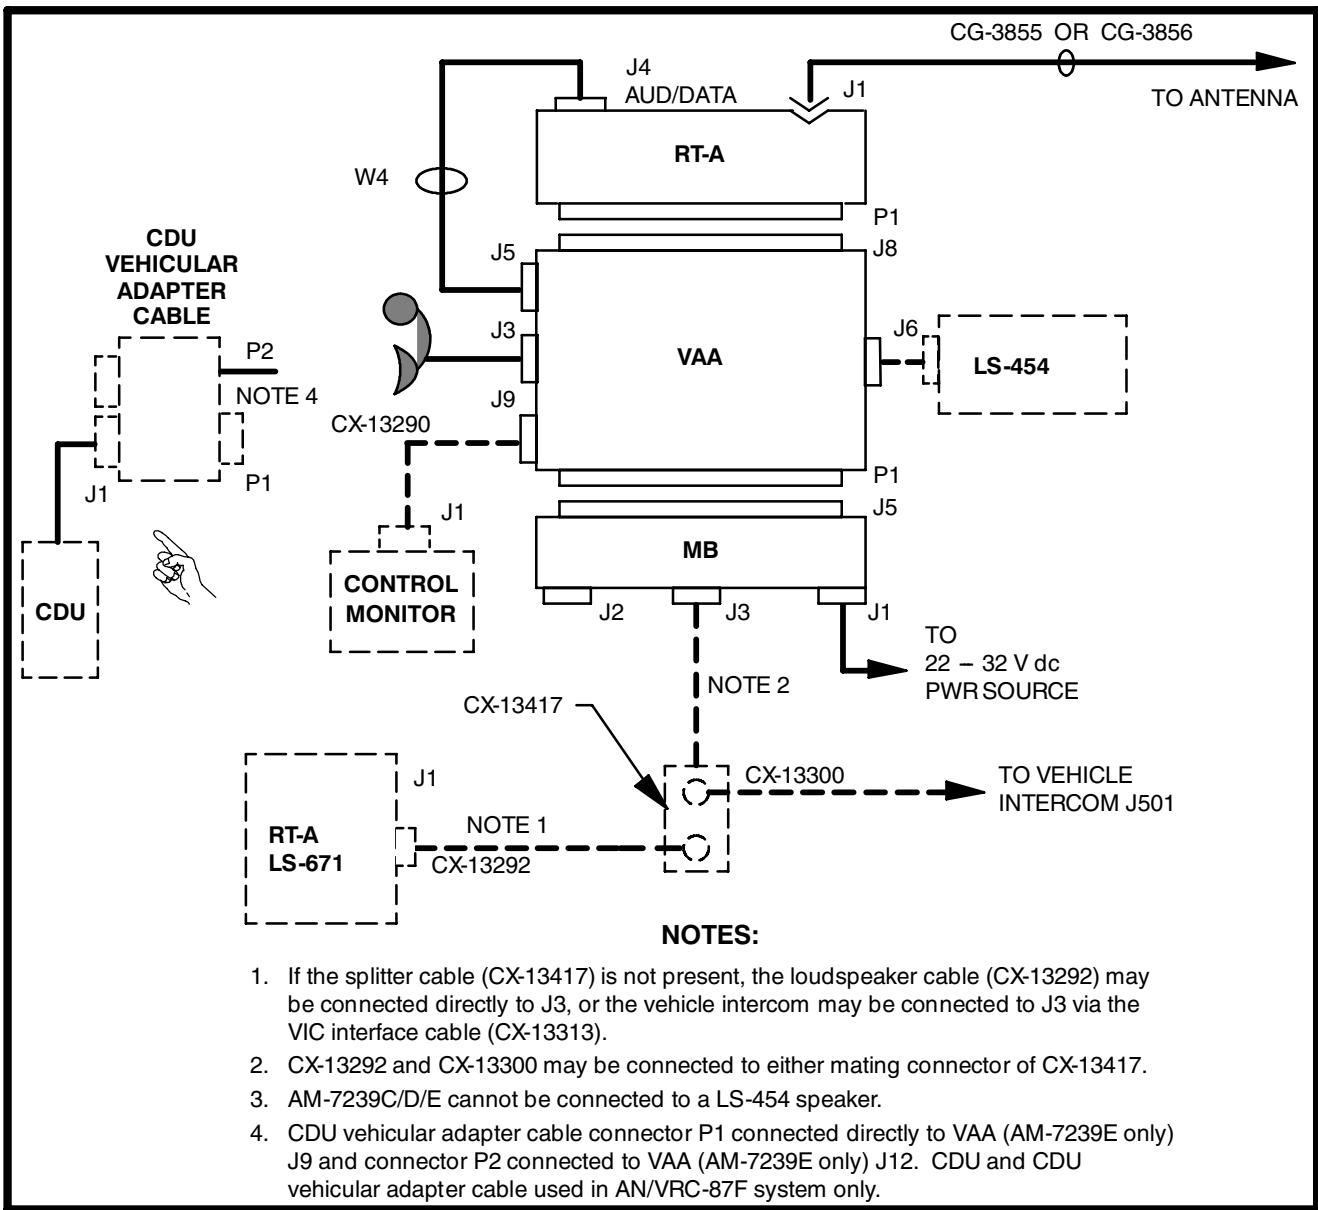 CG-3855 OR CG-3856
J4
AUD/DATA
J1
TO ANTENNA
RT-A
W4
P1
J8
CDU
VEHICULAR
ADAPTER
CABLE
J5
J3
VAA
J6
LS-454
P2
NOTE 4
J9
CX-13290
P1
J1
P1
J5
J1
MB
CDU
CONTROL
MONITOR
J2
J3
J1
TO
22 – 32 V dc
PWR SOURCE
NOTE 2
CX-13417
J1
CX-13300
TO VEHICLE
INTERCOM J501
RT-A
LS-671
NOTE 1
CX-13292
NOTES:
1. If the splitter cable (CX-13417) is not present, the loudspeaker cable (CX-13292) may
be connected directly to J3, or the vehicle intercom may be connected to J3 via the
VIC interface cable (CX-13313).
2. CX-13292 and CX-13300 may be connected to either mating connector of CX-13417.
3. AM-7239C/D/E cannot be connected to a LS-454 speaker.
4. CDU vehicular adapter cable connector P1 connected directly to VAA (AM-7239E only)
J9 and connector P2 connected to VAA (AM-7239E only) J12. CDU and CDU
vehicular adapter cable used in AN/VRC-87F system only.